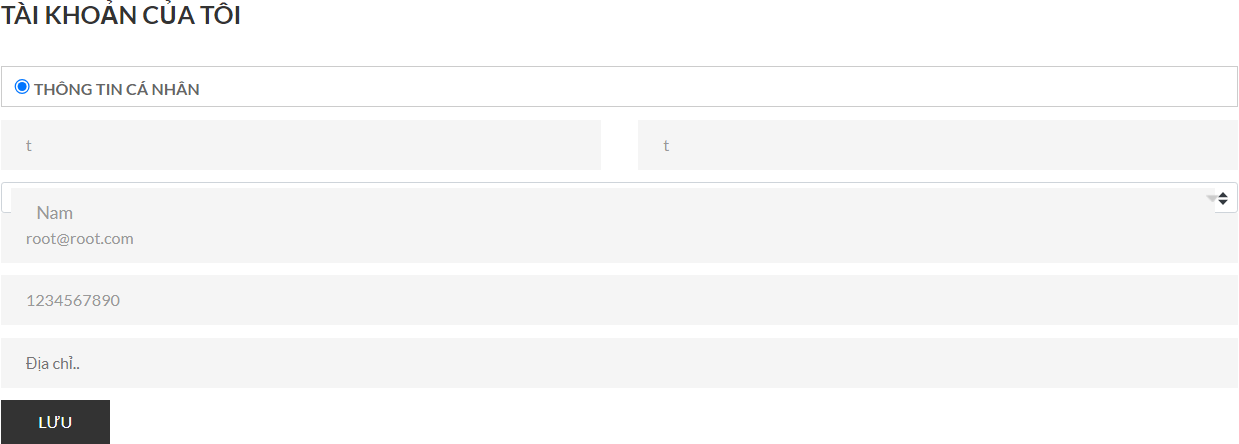 TÀI KHOẢN CỦA TÔI
THÔNG TIN CÁ NHÂN
t
t
Nam
root@root.com
1234567890
Địa chỉ..
LƯU